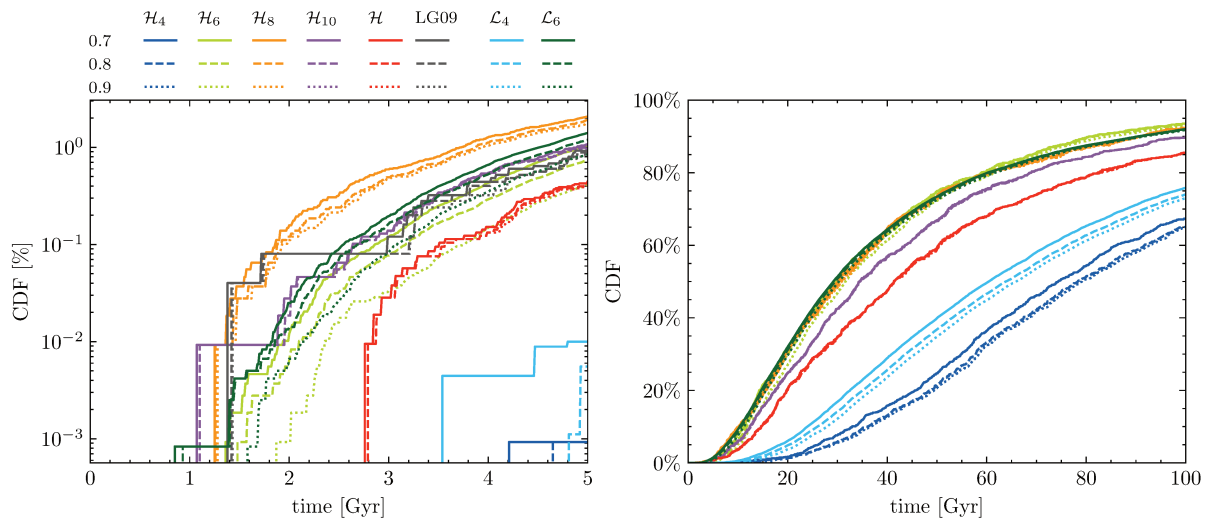 𝓗₄ 𝓗₆ 𝓗₈ 𝓗₁₀ 𝓗 LG09 𝓛₄ 𝓛₆
0.7
0.8
0.9
CDF [%]
10⁰
10⁻¹
10⁻²
10⁻³
0 1 2 3 4 5
time [Gyr]
CDF
100%
80%
60%
40%
20%
0%
0 20 40 60 80 100
time [Gyr]